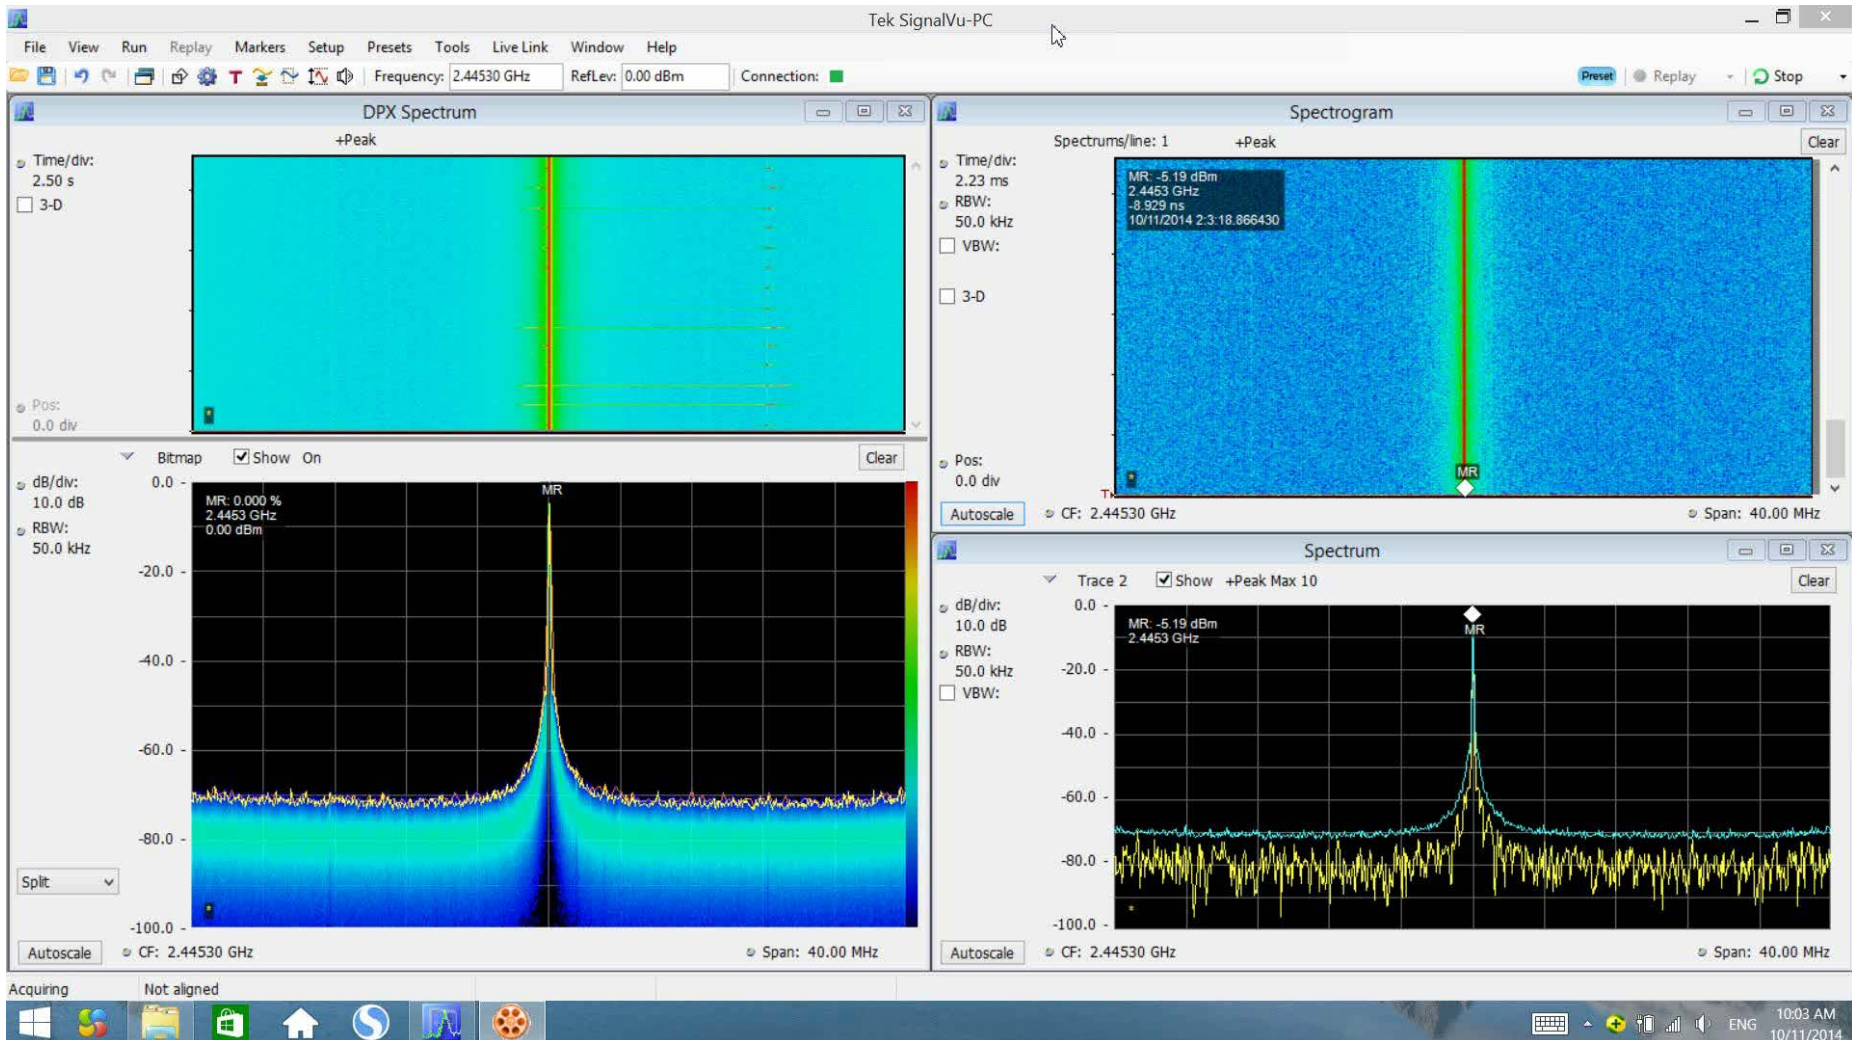 Tek SignalVu-PC
File View Run Replay Markers Setup Presets Tools Live Link Window Help
Frequency: 2.44530 GHz RefLev: 0.00 dBm Connection: Preset Replay Stop
DPX Spectrum
+Peak
Time/div:
2.50 s
3-D
Pos:
0.0 div
Bitmap Show On Clear
dB/div:
10.0 dB
RBW:
50.0 kHz
0.0 -
-20.0 -
-40.0 -
-60.0 -
-80.0 -
-100.0 -
MR: 0.000 %
2.4453 GHz
0.00 dBm
MR
Split
Autoscale CF: 2.44530 GHz Span: 40.00 MHz
Spectrogram
Spectrums/line: 1 +Peak Clear
Time/div:
2.23 ms
RBW:
50.0 kHz
VBW:
3-D
Pos:
0.0 div
MR: -5.19 dBm
2.4453 GHz
-8.929 ns
10/11/2014 2:3:18.866430
MR
Autoscale CF: 2.44530 GHz Span: 40.00 MHz
Spectrum
Trace 2 Show +Peak Max 10 Clear
dB/div:
10.0 dB
RBW:
50.0 kHz
VBW:
0.0 -
-20.0 -
-40.0 -
-60.0 -
-80.0 -
-100.0 -
MR: -5.19 dBm
2.4453 GHz
MR
Autoscale CF: 2.44530 GHz Span: 40.00 MHz
Acquiring Not aligned
ENG 10:03 AM
10/11/2014